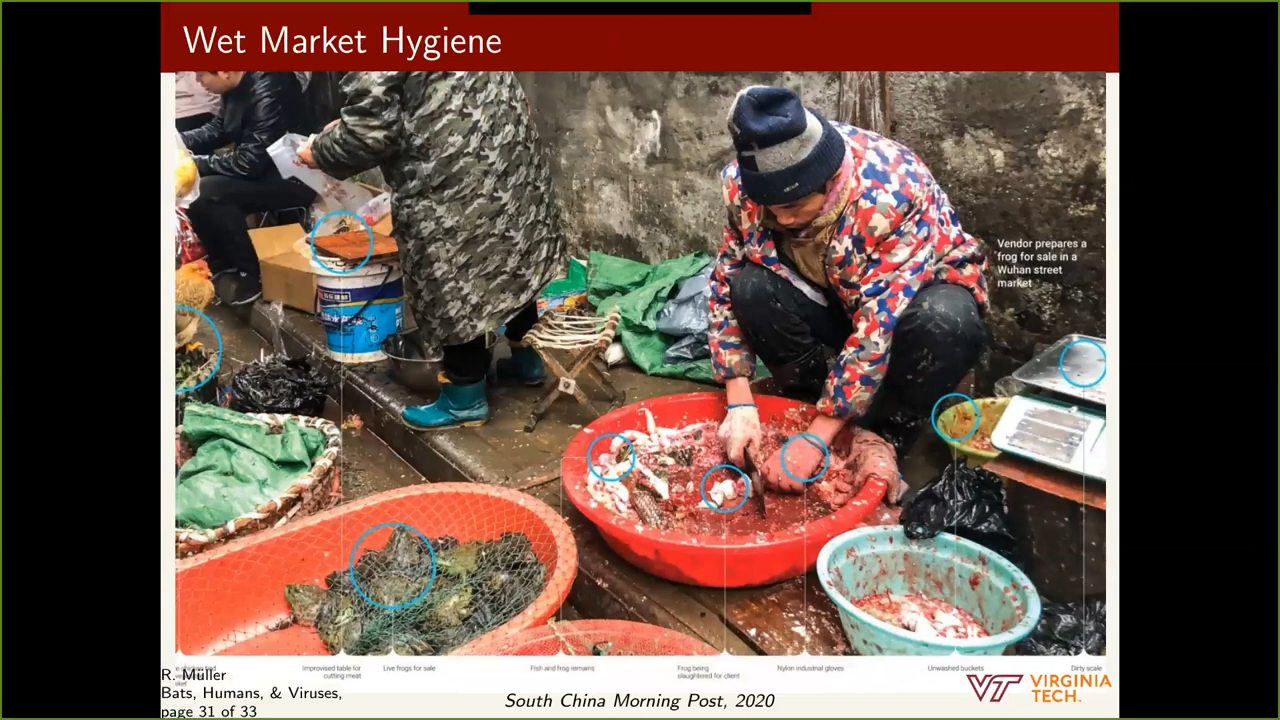 Wet Market Hygiene
Vendor prepares a
frog for sale in a
Wuhan street
market
Improvised table for
cutting meat
Live frogs for sale
Fish and frog remains
Frog being
slaughtered for client
Nylon industrial gloves
Unwashed buckets
Dirty scale
R. Müller
Bats, Humans, & Viruses,
page 31 of 33
South China Morning Post, 2020
VT VIRGINIA
TECH